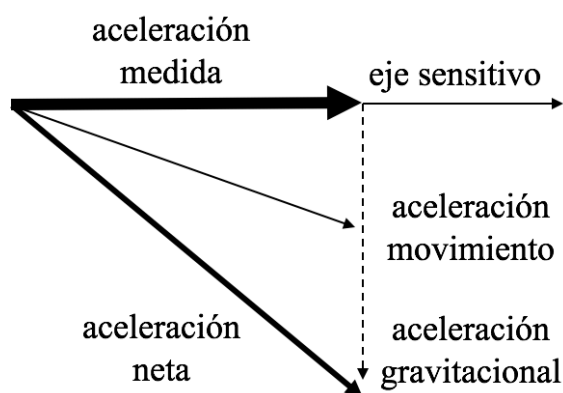 aceleración
medida
eje sensitivo
aceleración
movimiento
aceleración
neta
aceleración
gravitacional